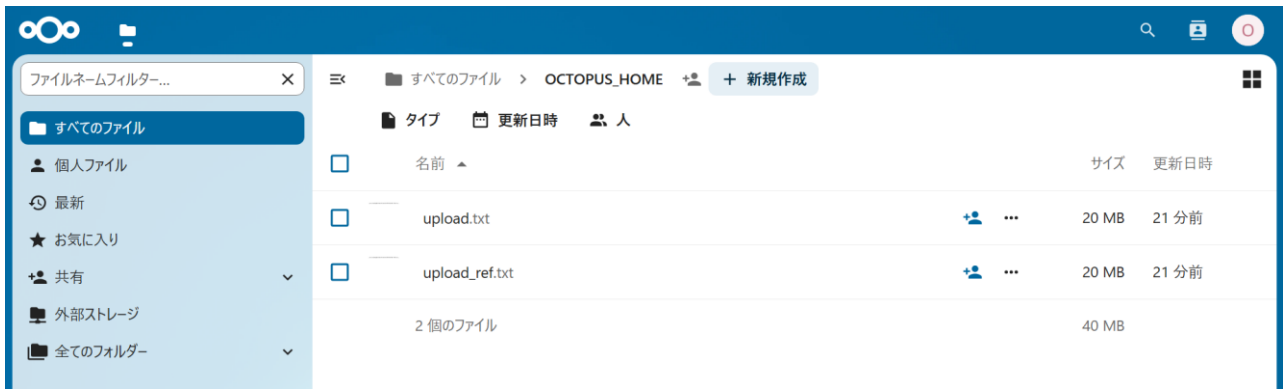 O
ファイルネームフィルター...
すべてのファイル > OCTOPUS_HOME + 新規作成
すべてのファイル
個人ファイル
最新
お気に入り
共有
外部ストレージ
全てのフォルダー
タイプ 更新日時 人
名前 サイズ 更新日時
upload.txt 20 MB 21 分前
upload_ref.txt 20 MB 21 分前
2 個のファイル 40 MB